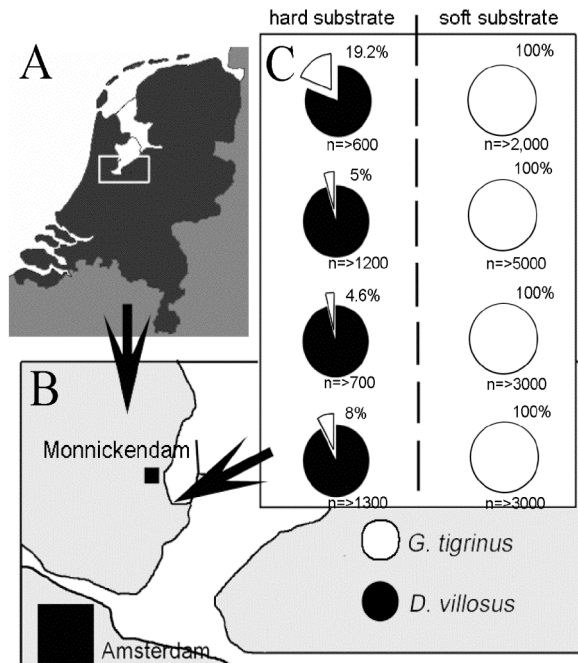 hard substrate
soft substrate
A
C
19.2%
100%
n=>600
n=>2,000
5%
100%
n=>1200
n=>5000
4.6%
100%
n=>700
n=>3000
8%
100%
n=>1300
n=>3000
B
Monnickendam
G. tigrinus
D. villosus
Amsterdam